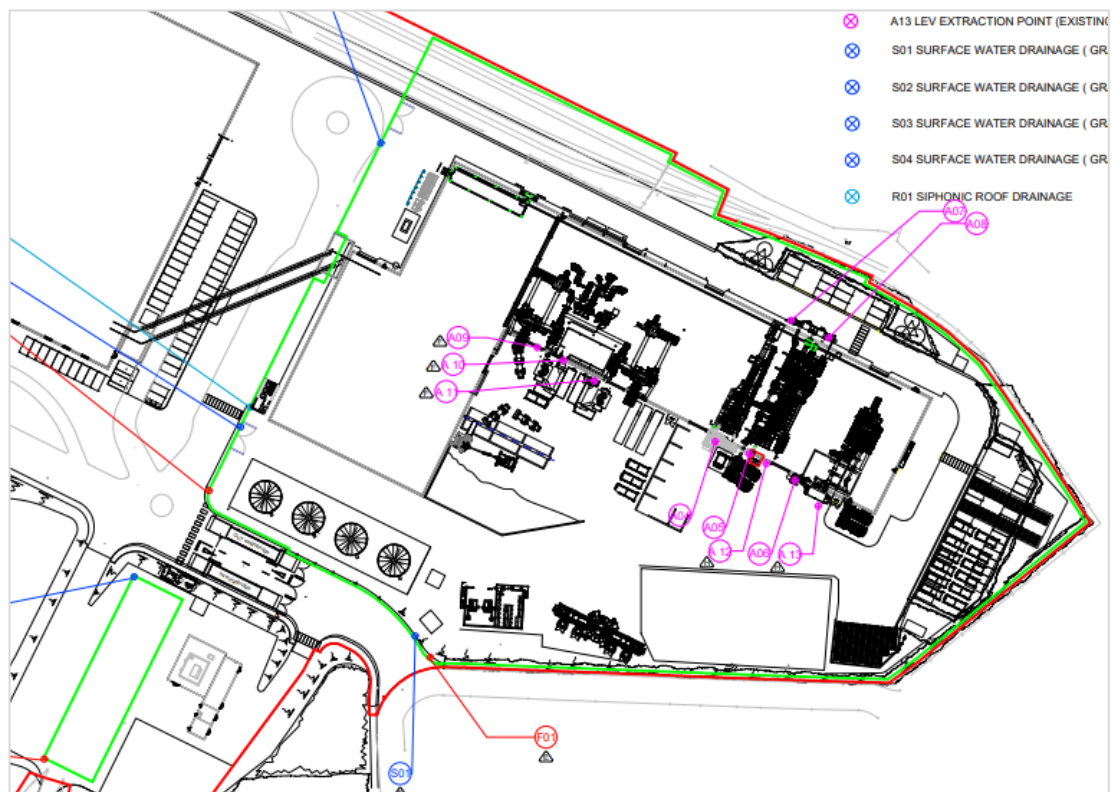 A13 LEV EXTRACTION POINT (EXISTING
S01 SURFACE WATER DRAINAGE ( GR
S02 SURFACE WATER DRAINAGE ( GR
S03 SURFACE WATER DRAINAGE ( GR
S04 SURFACE WATER DRAINAGE ( GR
R01 SIPHONIC ROOF DRAINAGE
A07
A08
A09
A 10
A 11
A04
A05
A 12
A06
A 13
F01
S01